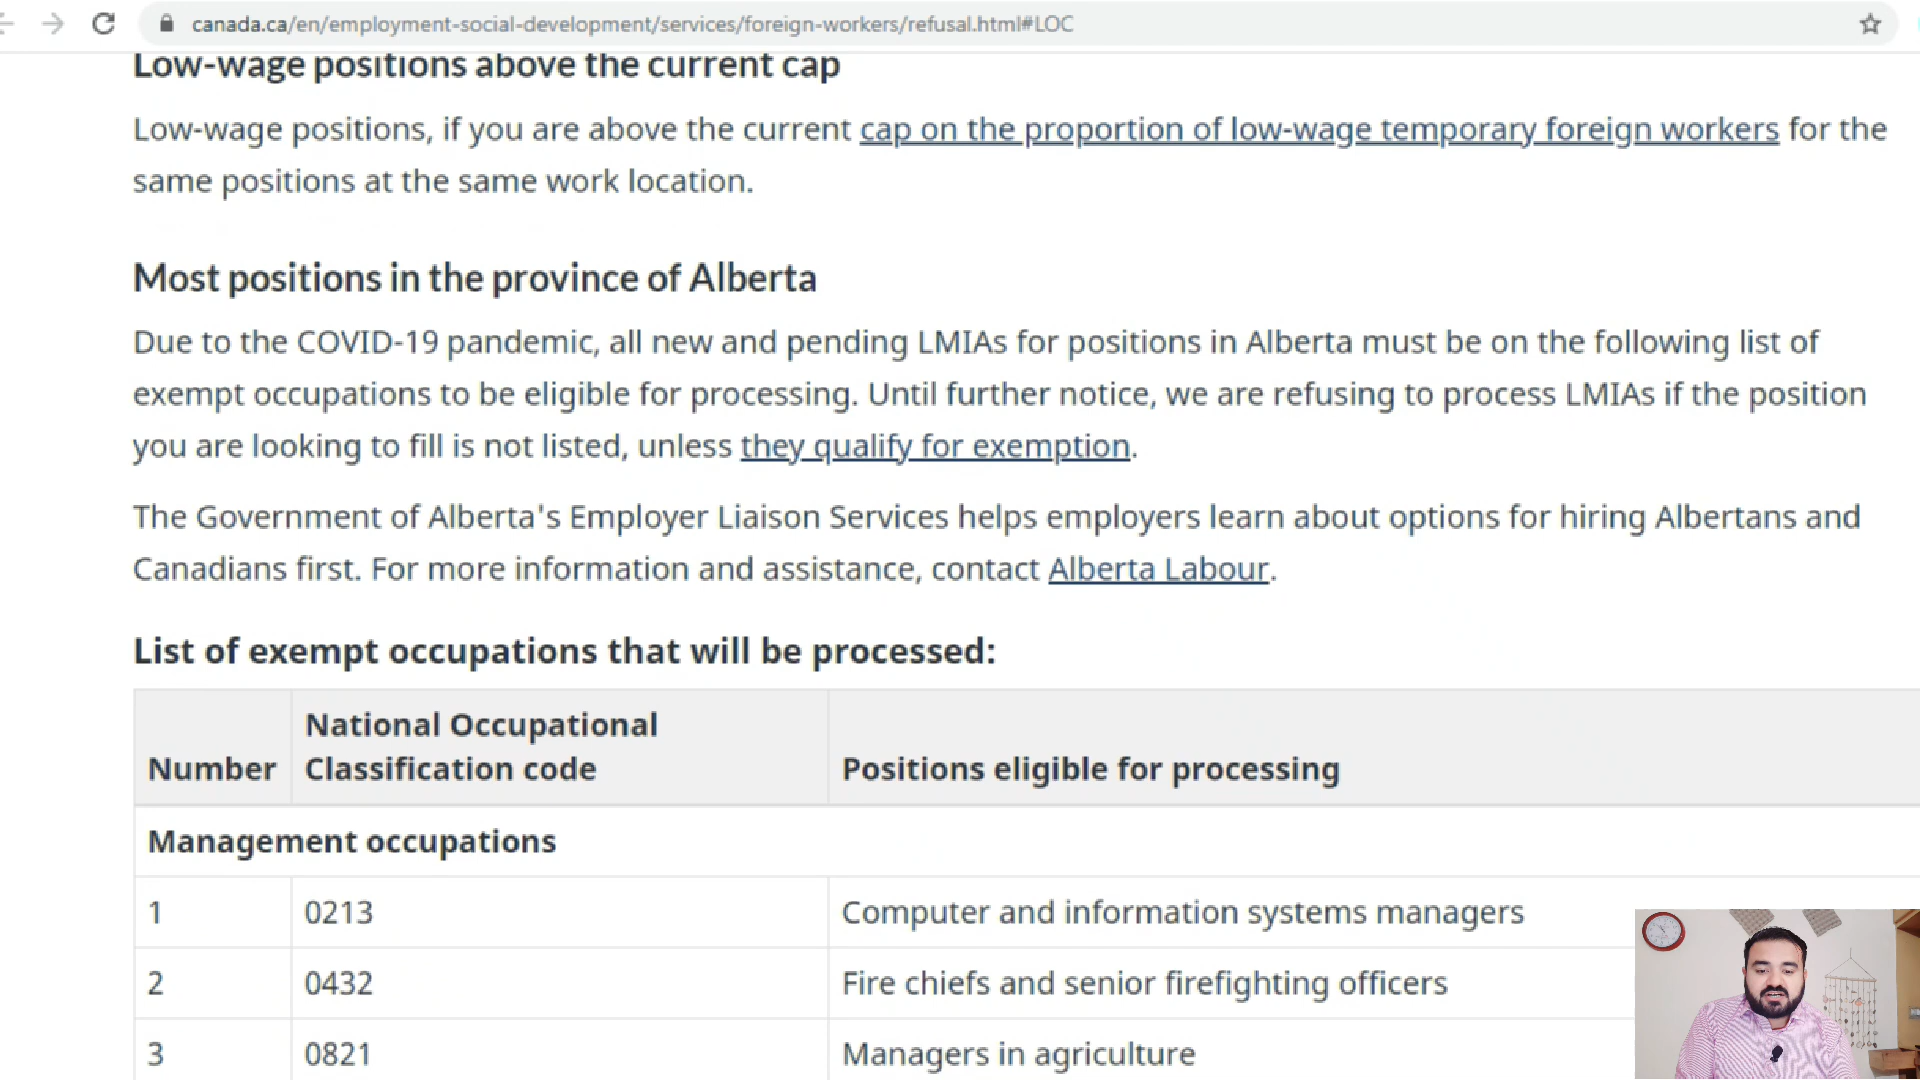 canada.ca/en/employment-social-development/services/foreign-workers/refusal.html#LOC
Low-wage positions above the current cap
Low-wage positions, if you are above the current cap on the proportion of low-wage temporary foreign workers for the
same positions at the same work location.
Most positions in the province of Alberta
Due to the COVID-19 pandemic, all new and pending LMIAs for positions in Alberta must be on the following list of
exempt occupations to be eligible for processing. Until further notice, we are refusing to process LMIAs if the position
you are looking to fill is not listed, unless they qualify for exemption.
The Government of Alberta's Employer Liaison Services helps employers learn about options for hiring Albertans and
Canadians first. For more information and assistance, contact Alberta Labour.
List of exempt occupations that will be processed:
Number
National Occupational
Classification code
Positions eligible for processing
Management occupations
1 0213 Computer and information systems managers
2 0432 Fire chiefs and senior firefighting officers
3 0821 Managers in agriculture